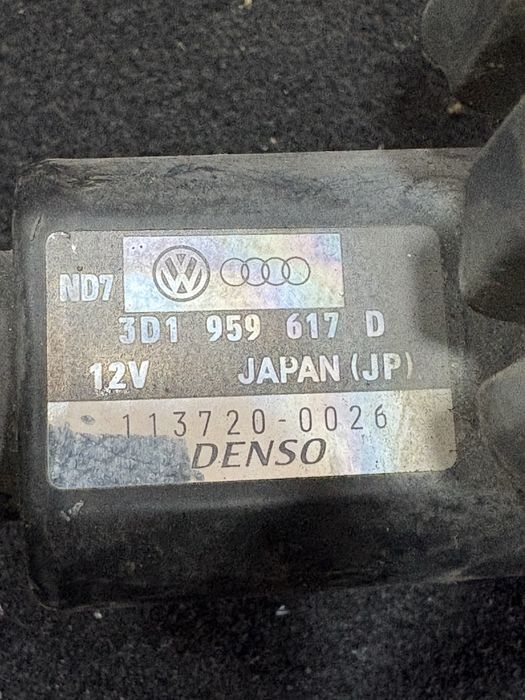 ND7
3D1 959 617 D
12V JAPAN (JP)
113720-0026
DENSO